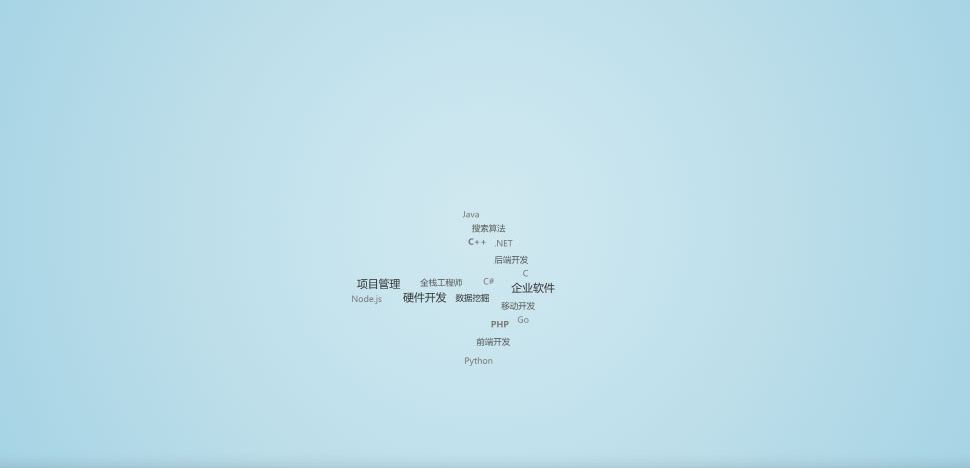 Java
搜索算法
C++ .NET
后端开发
C
项目管理 全栈工程师 C# 企业软件
Node.js 硬件开发 数据挖掘
移动开发
PHP Go
前端开发
Python